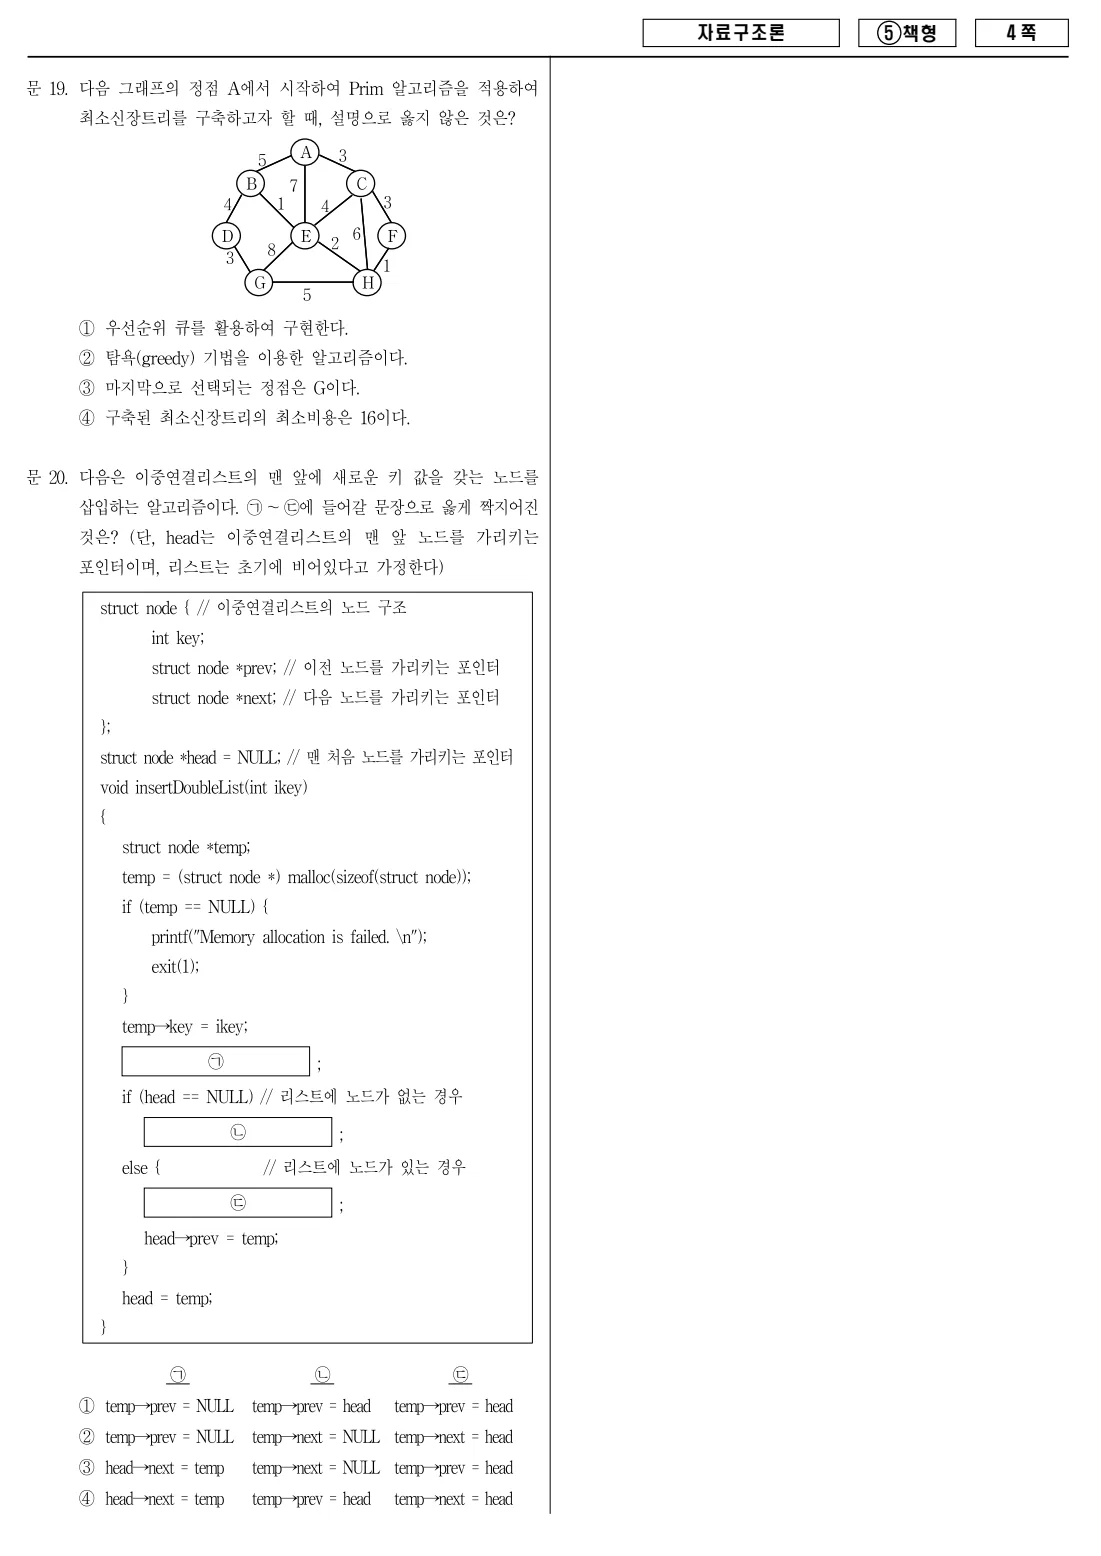 자료구조론
⑤책형
4쪽
문 19. 다음 그래프의 정점 A에서 시작하여 Prim 알고리즘을 적용하여
최소신장트리를 구축하고자 할 때, 설명으로 옳지 않은 것은?
A
5
3
B
7
C
4
1
4
3
D
E
6
F
3
8
2
1
G
H
5
① 우선순위 큐를 활용하여 구현한다.
② 탐욕(greedy) 기법을 이용한 알고리즘이다.
③ 마지막으로 선택되는 정점은 G이다.
④ 구축된 최소신장트리의 최소비용은 16이다.
문 20. 다음은 이중연결리스트의 맨 앞에 새로운 키 값을 갖는 노드를
삽입하는 알고리즘이다. ㉠ ~ ㉢에 들어갈 문장으로 옳게 짝지어진
것은? (단, head는 이중연결리스트의 맨 앞 노드를 가리키는
포인터이며, 리스트는 초기에 비어있다고 가정한다)
struct node { // 이중연결리스트의 노드 구조
int key;
struct node *prev; // 이전 노드를 가리키는 포인터
struct node *next; // 다음 노드를 가리키는 포인터
};
struct node *head = NULL; // 맨 처음 노드를 가리키는 포인터
void insertDoubleList(int ikey)
{
struct node *temp;
temp = (struct node *) malloc(sizeof(struct node));
if (temp == NULL) {
printf("Memory allocation is failed. \n");
exit(1);
}
temp→key = ikey;
㉠ ;
if (head == NULL) // 리스트에 노드가 없는 경우
㉡ ;
else { // 리스트에 노드가 있는 경우
㉢ ;
head→prev = temp;
}
head = temp;
}
㉠ ㉡ ㉢
① temp→prev = NULL temp→prev = head temp→prev = head
② temp→prev = NULL temp→next = NULL temp→next = head
③ head→next = temp temp→next = NULL temp→prev = head
④ head→next = temp temp→prev = head temp→next = head